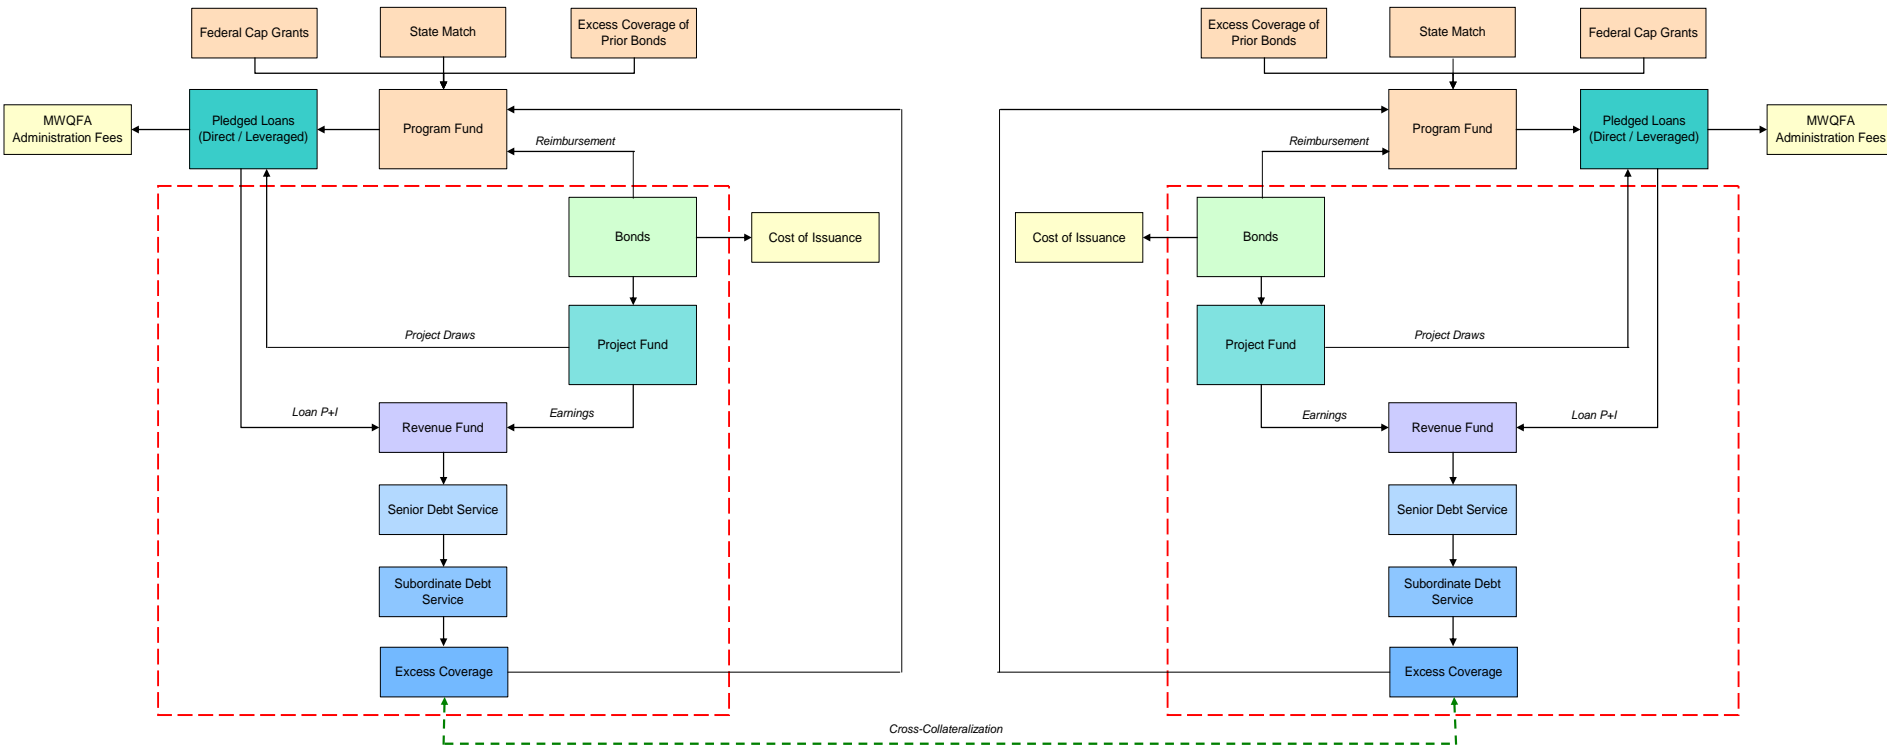 Federal Cap Grants
State Match
Excess Coverage of
Prior Bonds
MWQFA
Administration Fees
Pledged Loans
(Direct / Leveraged)
Program Fund
Reimbursement
Bonds
Cost of Issuance
Project Draws
Project Fund
Loan P+I
Earnings
Revenue Fund
Senior Debt Service
Subordinate Debt
Service
Excess Coverage
Excess Coverage of
Prior Bonds
State Match
Federal Cap Grants
Program Fund
Pledged Loans
(Direct / Leveraged)
MWQFA
Administration Fees
Reimbursement
Cost of Issuance
Bonds
Project Fund
Project Draws
Earnings
Revenue Fund
Loan P+I
Senior Debt Service
Subordinate Debt
Service
Excess Coverage
Cross-Collateralization